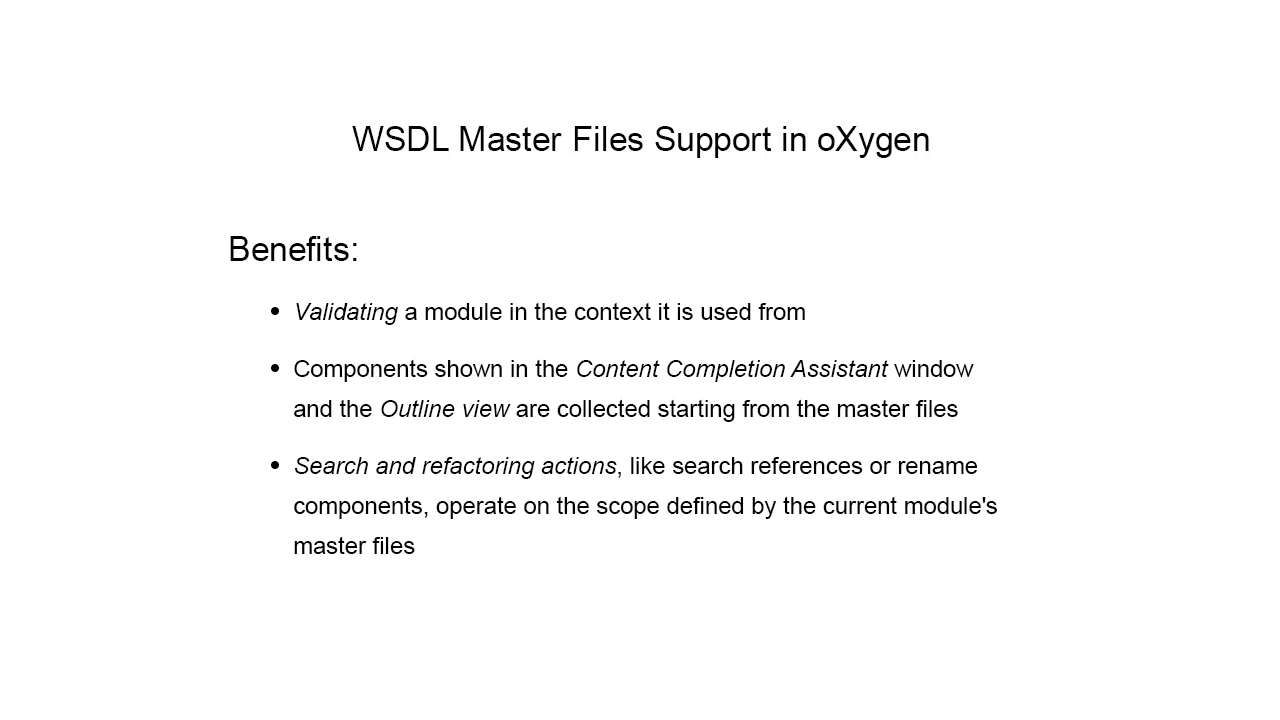 WSDL Master Files Support in oXygen
Benefits:
• Validating a module in the context it is used from
• Components shown in the Content Completion Assistant window
and the Outline view are collected starting from the master files
• Search and refactoring actions, like search references or rename
components, operate on the scope defined by the current module's
master files